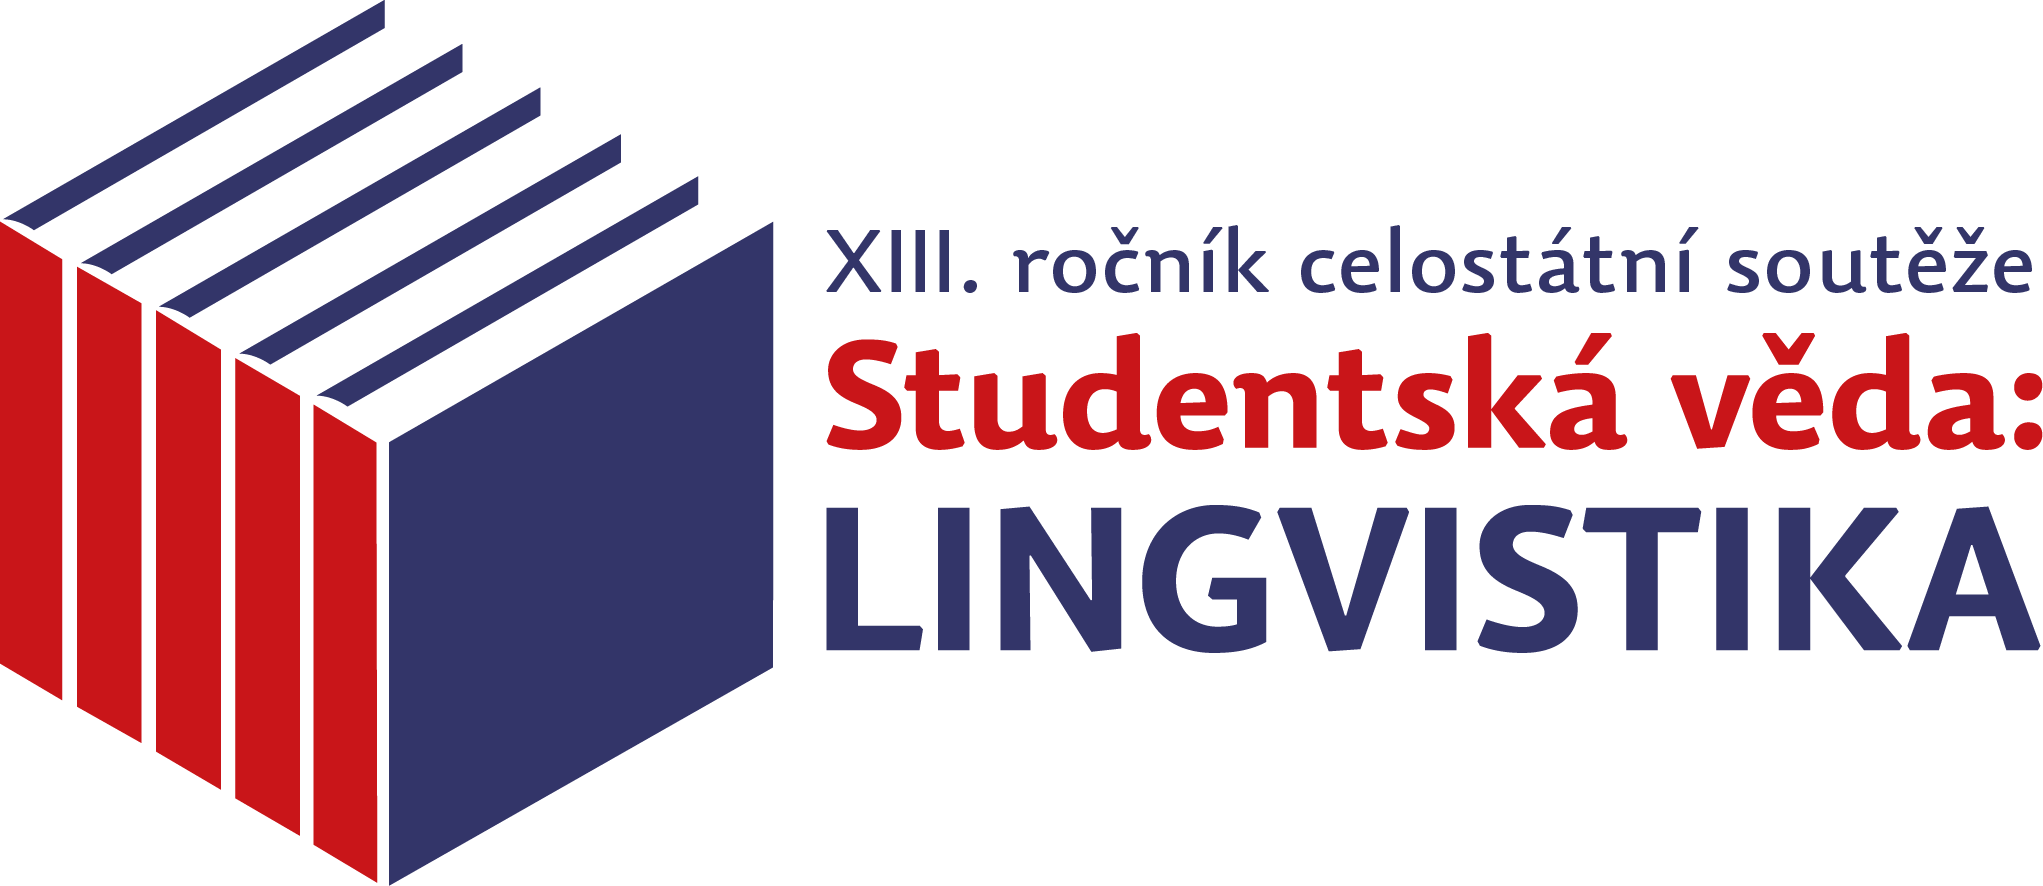 XIII. ročník celostátní soutěže
Studentská věda:
LINGVISTIKA